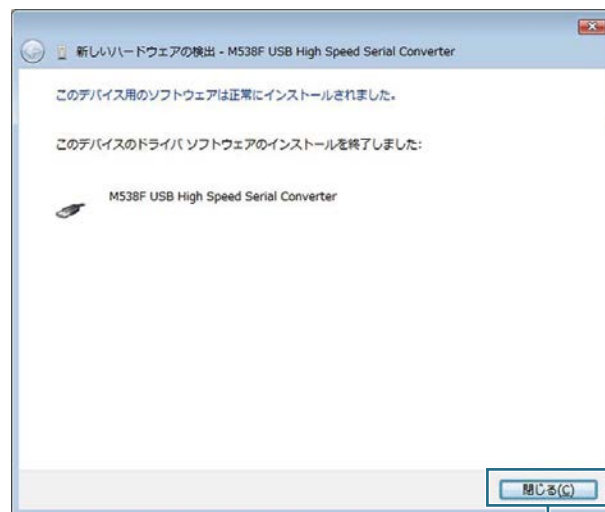 新しいハードウェアの検出 - M538F USB High Speed Serial Converter
このデバイス用のソフトウェアは正常にインストールされました。
このデバイスのドライバ ソフトウェアのインストールを終了しました:
M538F USB High Speed Serial Converter
閉じる(C)